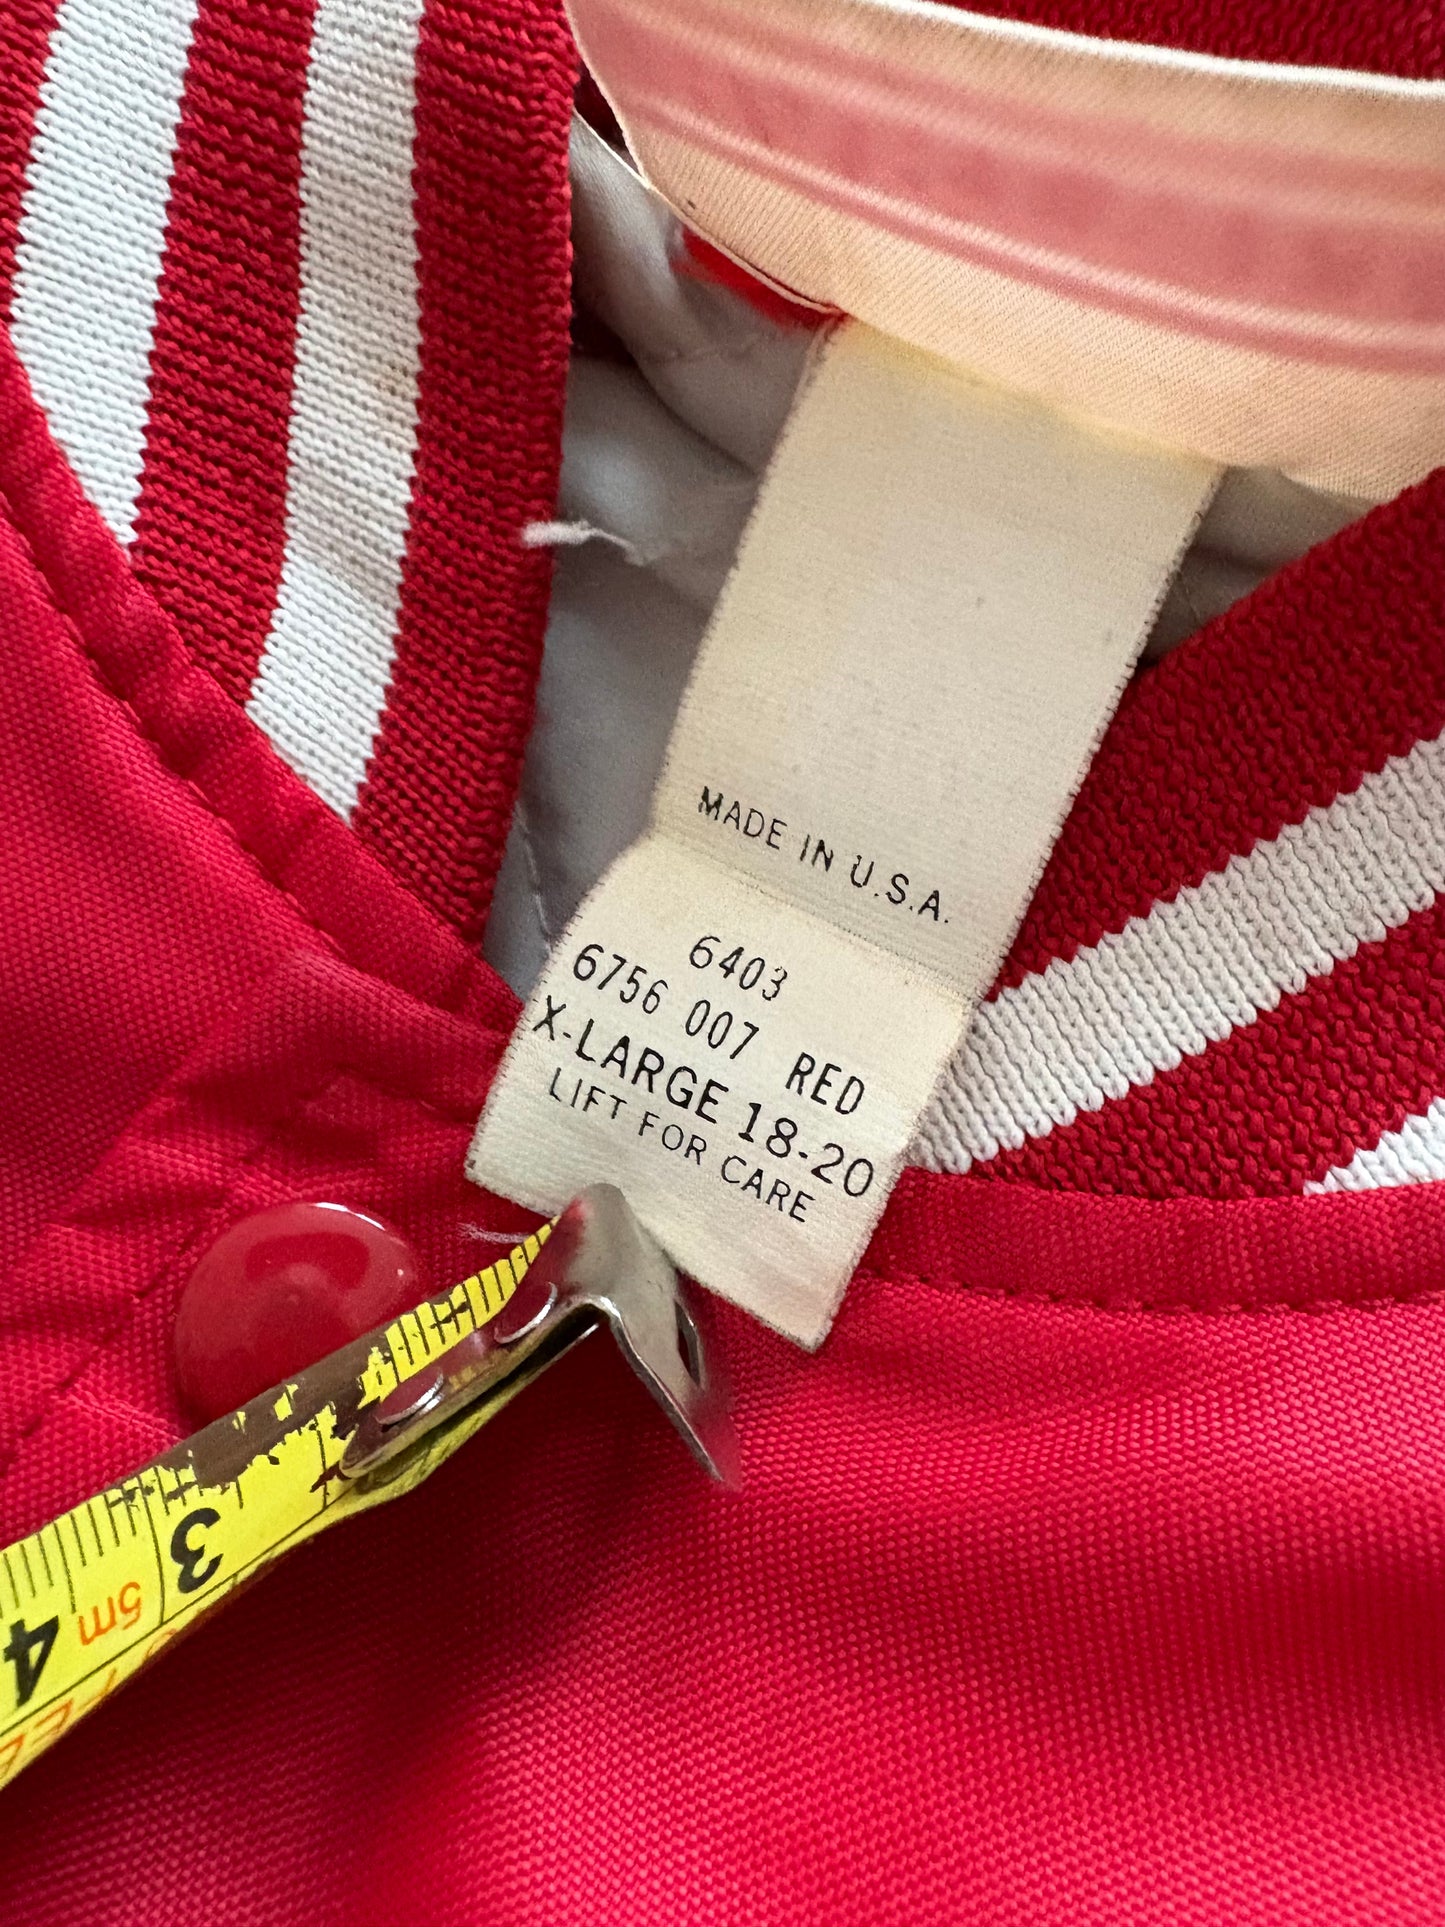 MADE IN U.S.A.
6403
6756 007 RED
X-LARGE 18-20
LIFT FOR CARE
3
5m
4